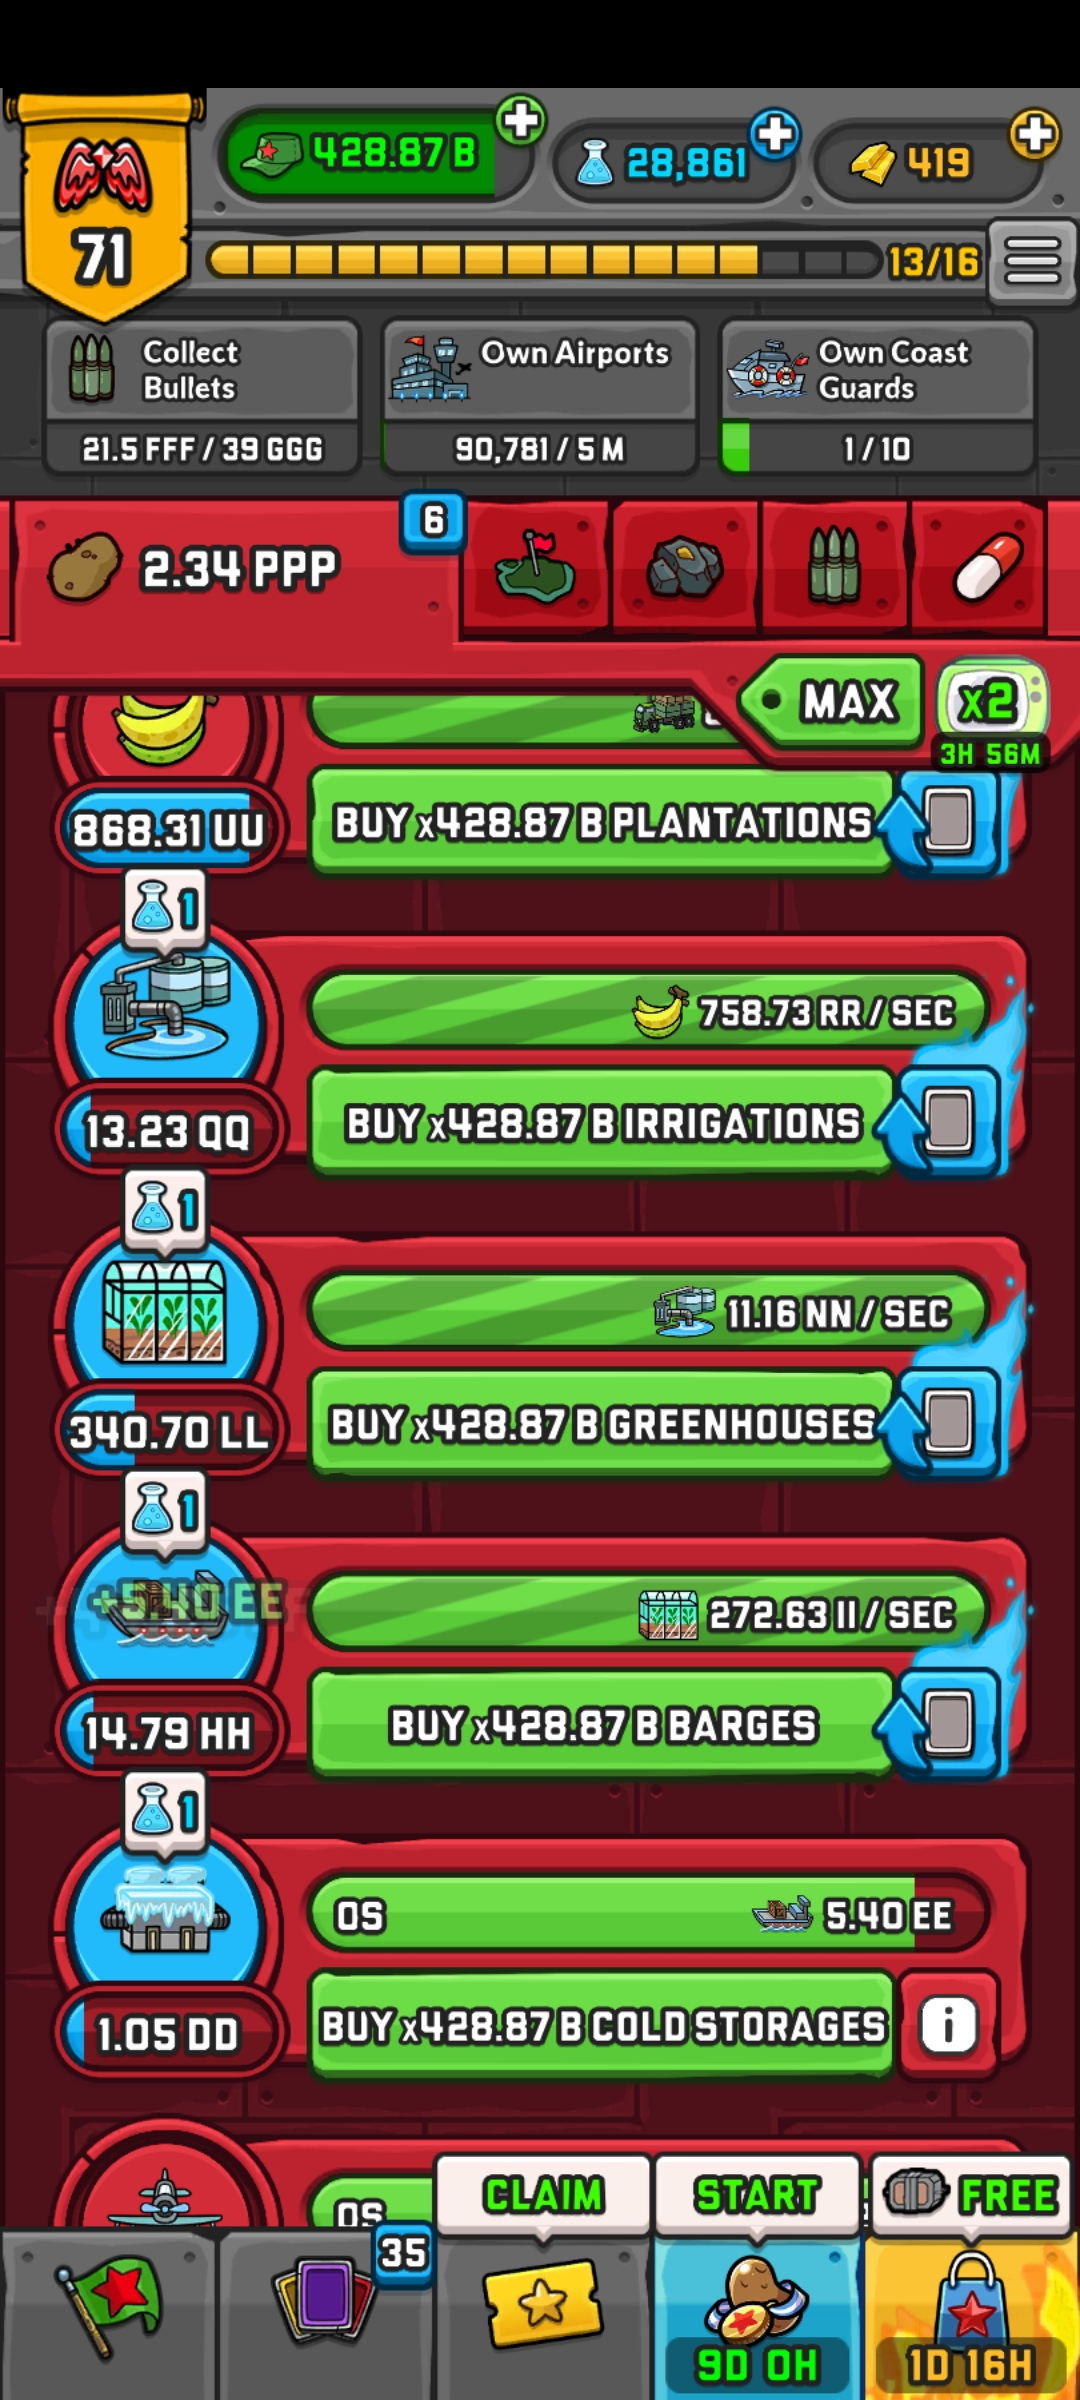 428.87 B
28,861
419
71
13/16
Collect
Bullets
21.5 FFF / 39 GGG
Own Airports
90,781 / 5 M
Own Coast
Guards
1 / 10
2.34 PPP
6
MAX
x2
3H 56M
868.31 UU
BUY x428.87 B PLANTATIONS
1
758.73 RR / SEC
13.23 QQ
BUY x428.87 B IRRIGATIONS
1
11.16 NN / SEC
340.70 LL
BUY x428.87 B GREENHOUSES
1
+5.40 EE
272.63 II / SEC
14.79 HH
BUY x428.87 B BARGES
1
0S
5.40 EE
1.05 DD
BUY x428.87 B COLD STORAGES
i
0S
CLAIM
START
FREE
35
9D 0H
1D 16H